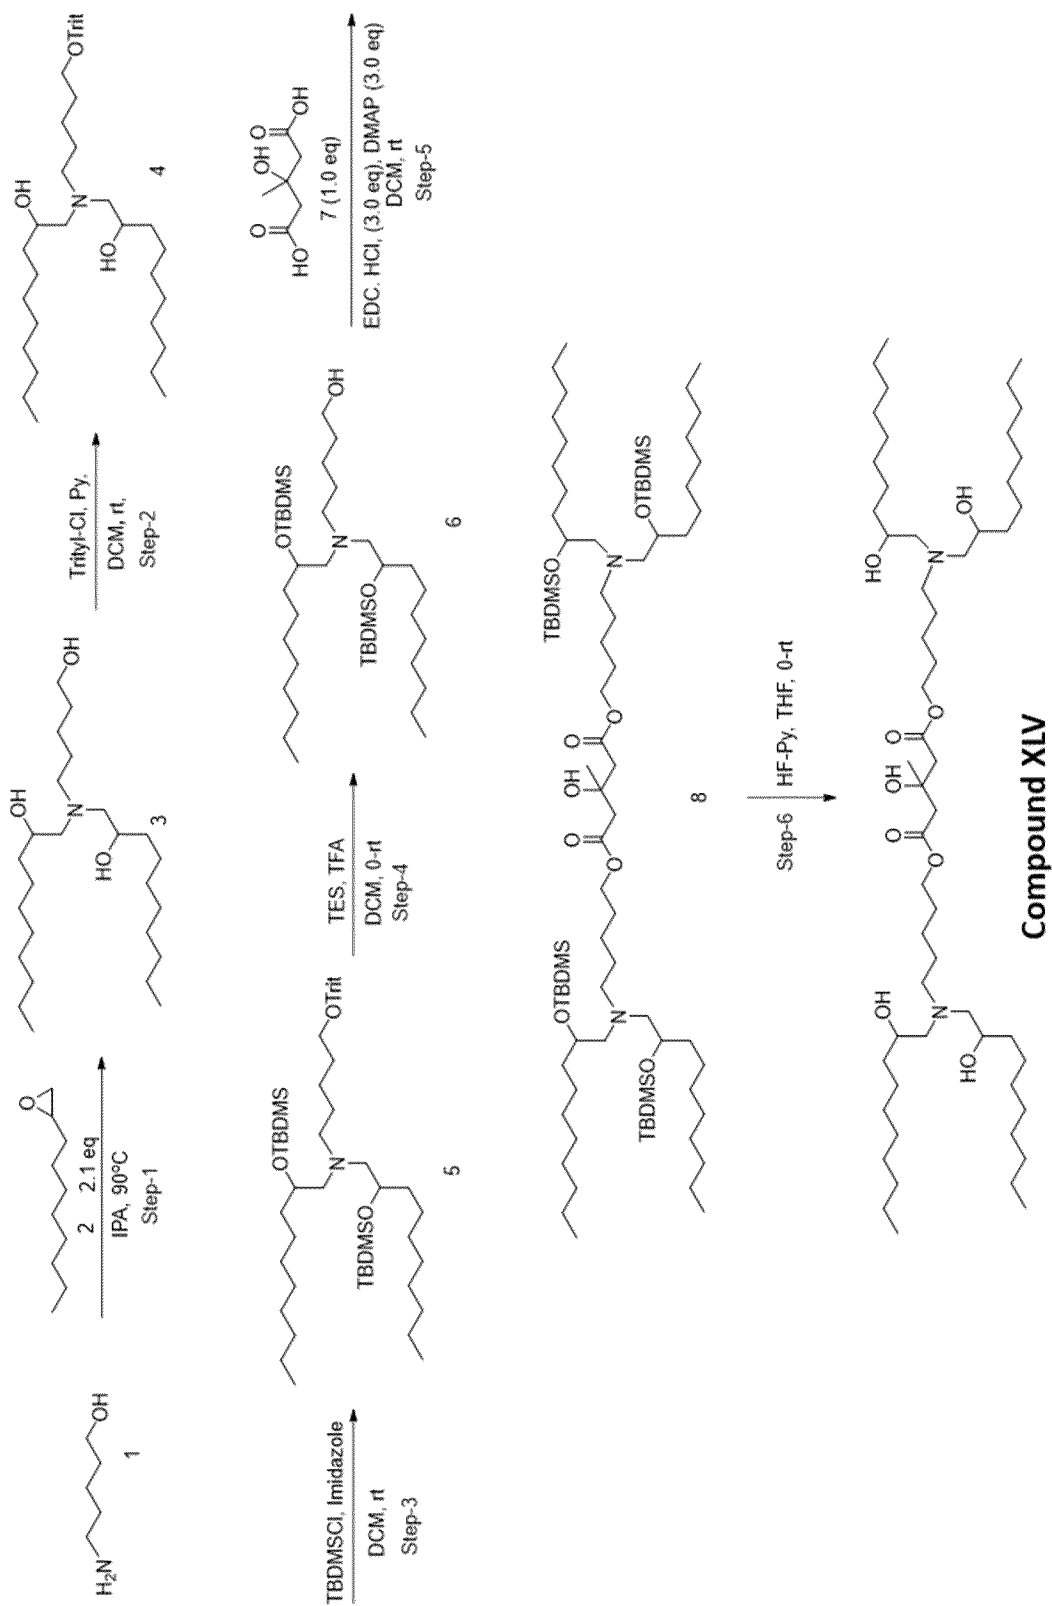 H₂N
OH
1
O
2 2.1 eq
IPA, 90ºC
Step-1
OH
N
OH
HO
3
Trityl-Cl, Py,
DCM, rt,
Step-2
OH
N
OTrit
HO
4
TBDMSCl, Imidazole
DCM, rt
Step-3
OTBDMS
N
OTrit
TBDMSO
5
TES, TFA
DCM, 0-rt
Step-4
OTBDMS
N
OH
TBDMSO
6
O OH O
HO OH
7 (1.0 eq)
EDC. HCl, (3.0 eq), DMAP (3.0 eq)
DCM, rt
Step-5
OTBDMS
N
TBDMSO
O OH O
O O
TBDMSO
N
OTBDMS
8
Step-6 HF-Py, THF, 0-rt
OH
N
HO
O OH O
O O
HO
N
OH
Compound XLV